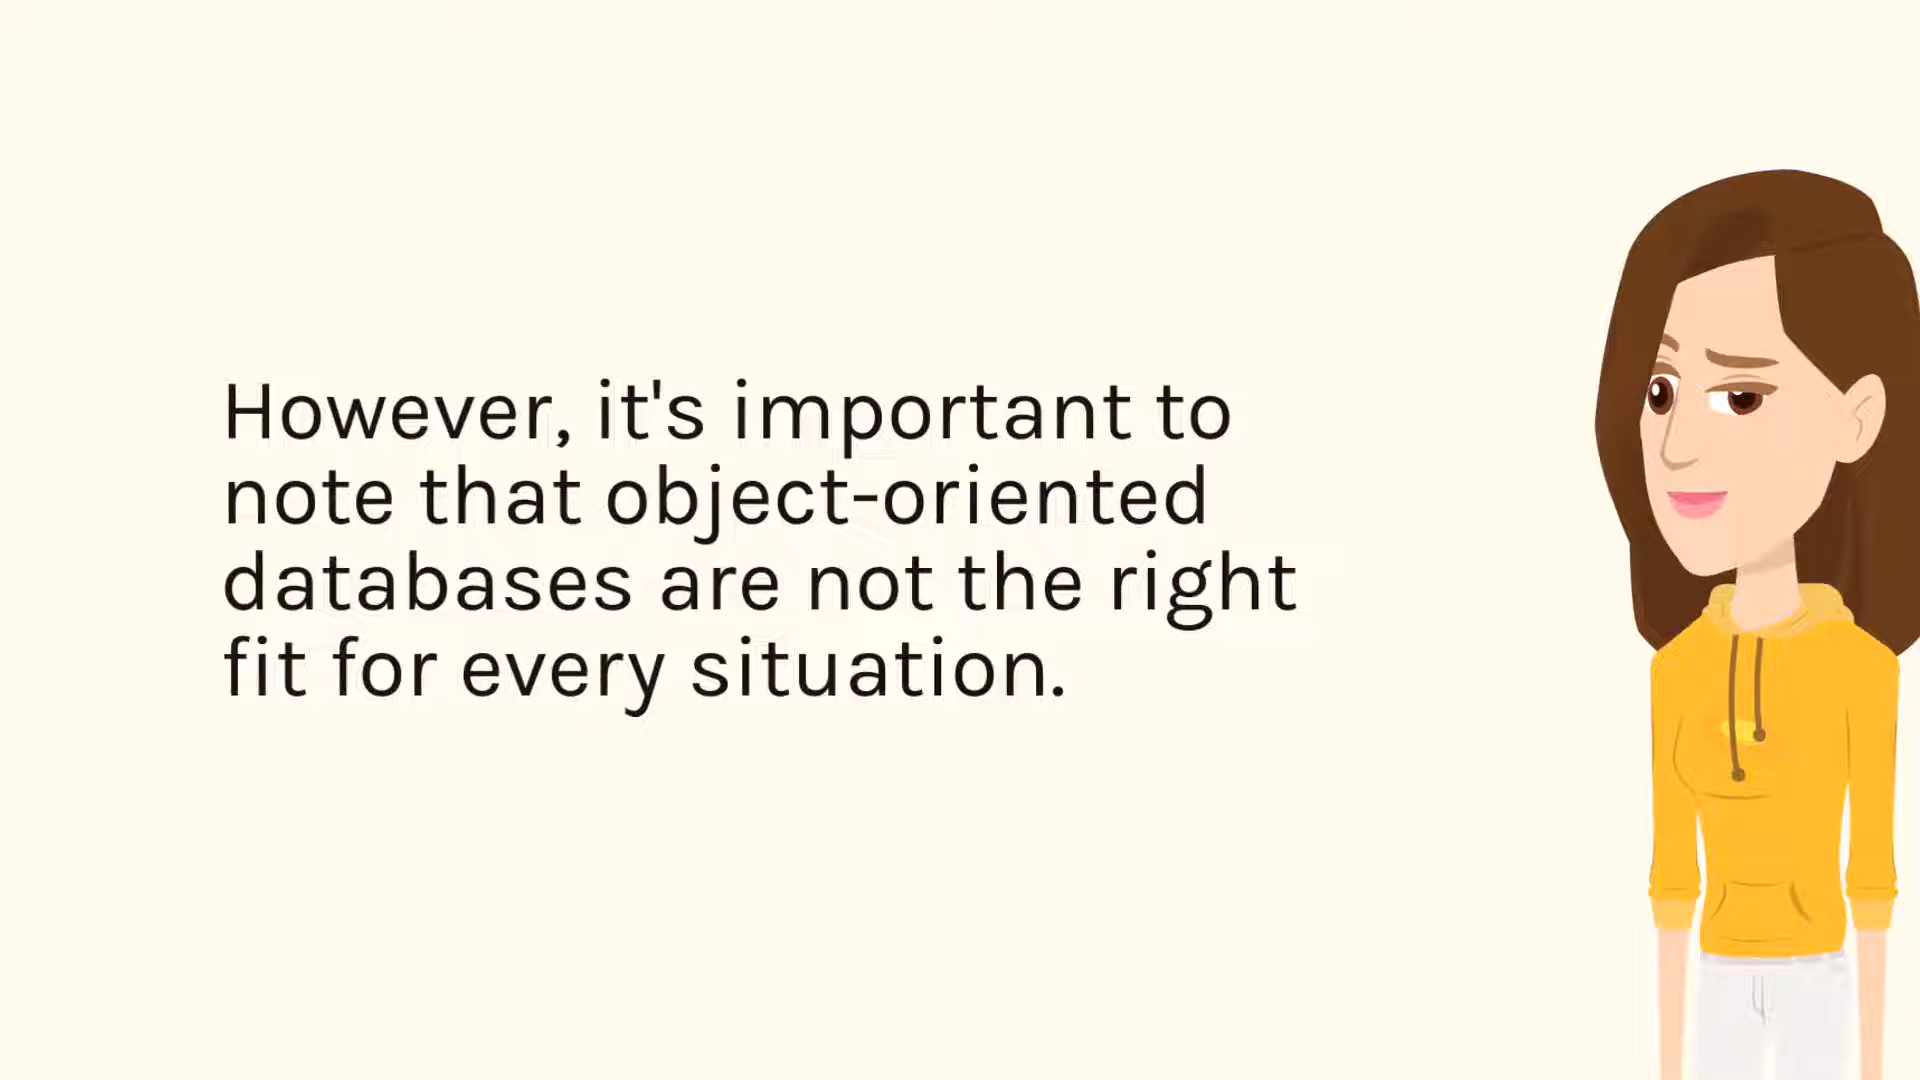 However, it's important to
note that object-oriented
databases are not the right
fit for every situation.